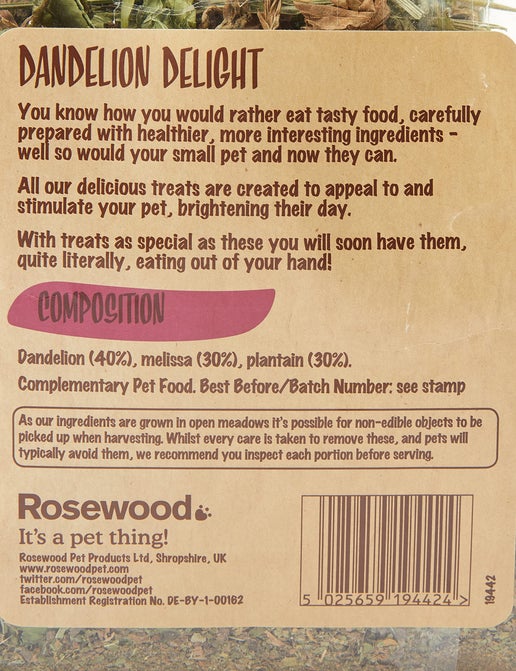 DANDELION DELIGHT
You know how you would rather eat tasty food, carefully
prepared with healthier, more interesting ingredients -
well so would your small pet and now they can.
All our delicious treats are created to appeal to and
stimulate your pet, brightening their day.
With treats as special as these you will soon have them,
quite literally, eating out of your hand!
COMPOSITION
Dandelion (40%), melissa (30%), plantain (30%).
Complementary Pet Food. Best Before/Batch Number: see stamp
As our ingredients are grown in open meadows it's possible for non-edible objects to be
picked up when harvesting. Whilst every care is taken to remove these, and pets will
typically avoid them, we recommend you inspect each portion before serving.
Rosewood
It's a pet thing!
Rosewood Pet Products Ltd, Shropshire, UK
www.rosewoodpet.com
twitter.com/rosewoodpet
facebook.com/rosewoodpet
Establishment Registration No. DE-BY-1-00162
5 025659 194424 >
19442